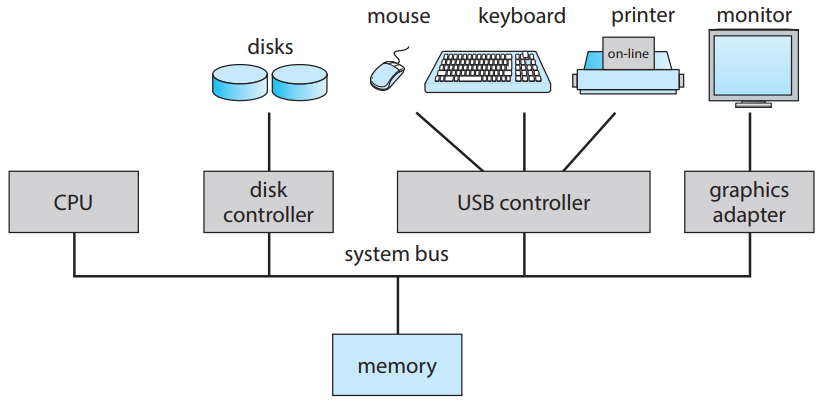 mouse
keyboard
printer
monitor
disks
on-line
CPU
disk
controller
USB controller
graphics
adapter
system bus
memory